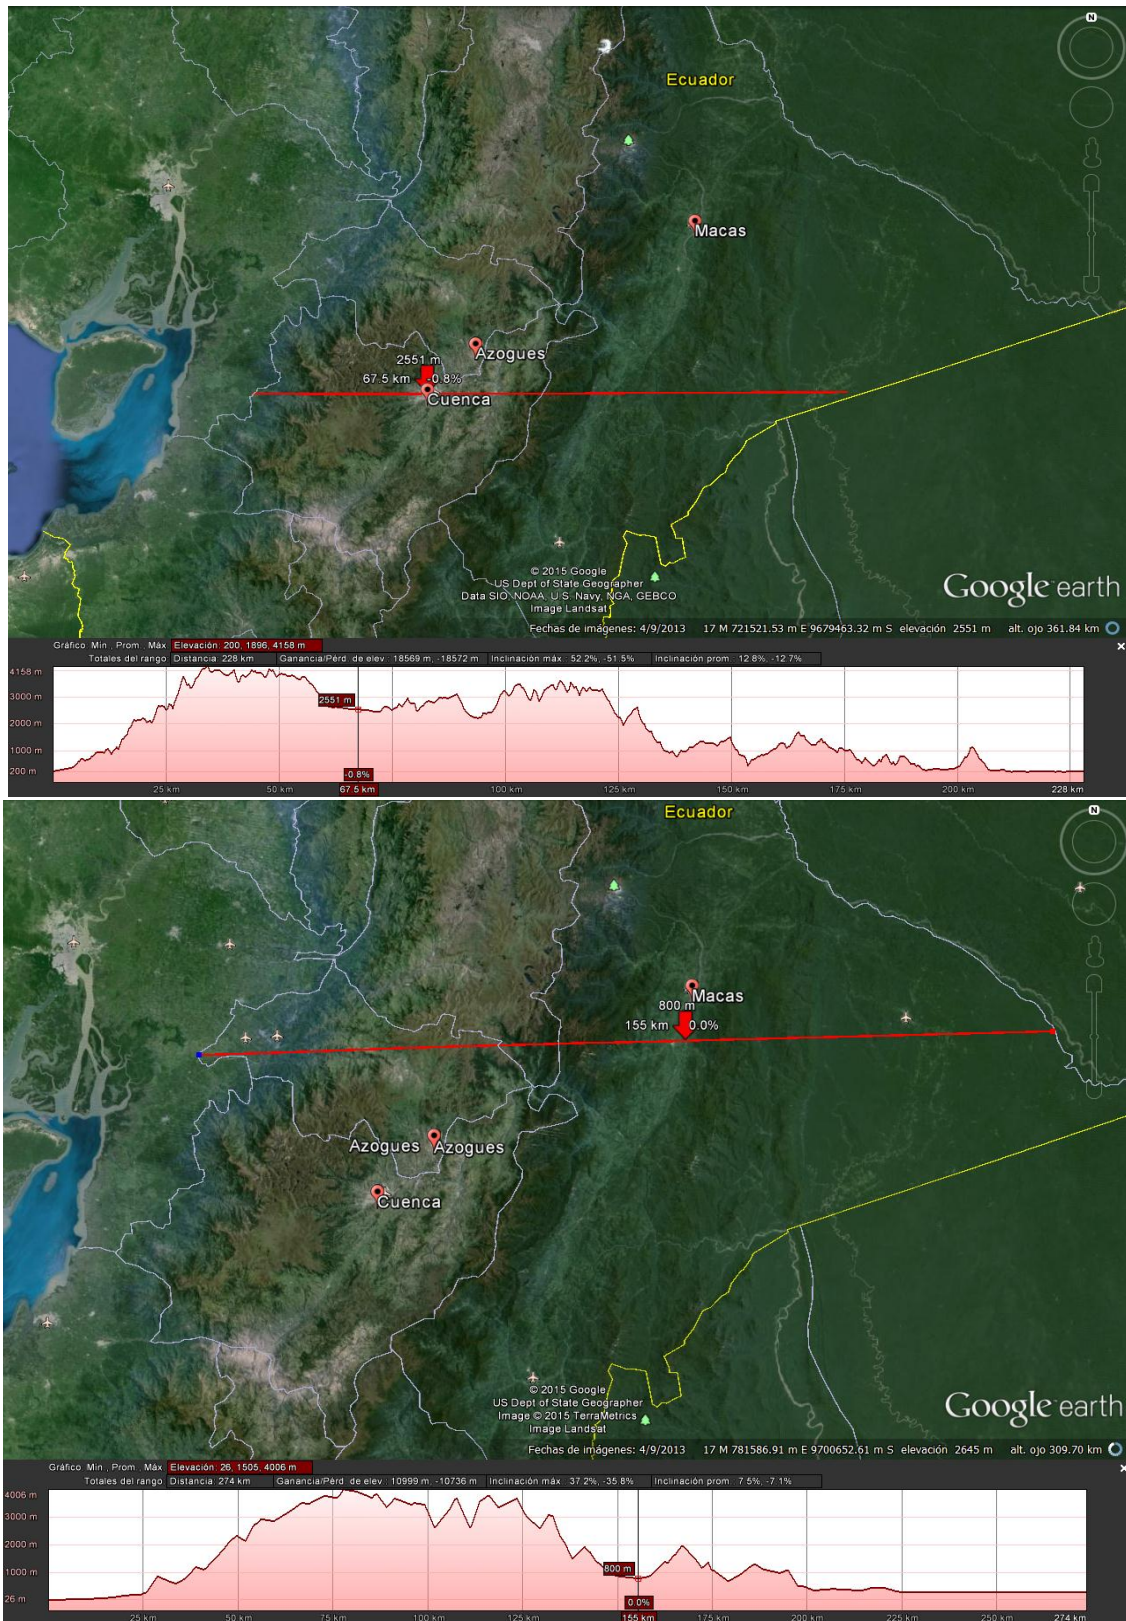 N
Ecuador
Macas
Azogues
2551 m
67.5 km -0.8%
Cuenca
© 2015 Google
US Dept of State Geographer
Data SIO, NOAA, U.S. Navy, NGA, GEBCO
Image Landsat
Google earth
Fechas de imágenes: 4/9/2013 17 M 721521.53 m E 9679463.32 m S elevación 2551 m alt. ojo 361.84 km
Gráfico: Mín., Prom., Máx. Elevación: 200, 1896, 4158 m
Totales del rango: Distancia: 228 km Ganancia/Pérd. de elev.: 18569 m, -18572 m Inclinación máx.: 52.2%, -51.5% Inclinación prom.: 12.8%, -12.7%
4158 m
3000 m
2551 m
2000 m
1000 m
200 m
-0.8%
25 km 50 km 67.5 km 100 km 125 km 150 km 175 km 200 km 228 km
Ecuador
N
Macas
800 m
155 km 0.0%
Azogues Azogues
Cuenca
© 2015 Google
US Dept of State Geographer
Image © 2015 TerraMetrics
Image Landsat
Google earth
Fechas de imágenes: 4/9/2013 17 M 781586.91 m E 9700652.61 m S elevación 2645 m alt. ojo 309.70 km
Gráfico: Mín., Prom., Máx. Elevación: 26, 1505, 4006 m
Totales del rango: Distancia: 274 km Ganancia/Pérd. de elev.: 10999 m, -10736 m Inclinación máx.: 37.2%, -35.8% Inclinación prom.: 7.5%, -7.1%
4006 m
3000 m
2000 m
1000 m
800 m
26 m
0.0%
25 km 50 km 75 km 100 km 125 km 155 km 175 km 200 km 225 km 250 km 274 km